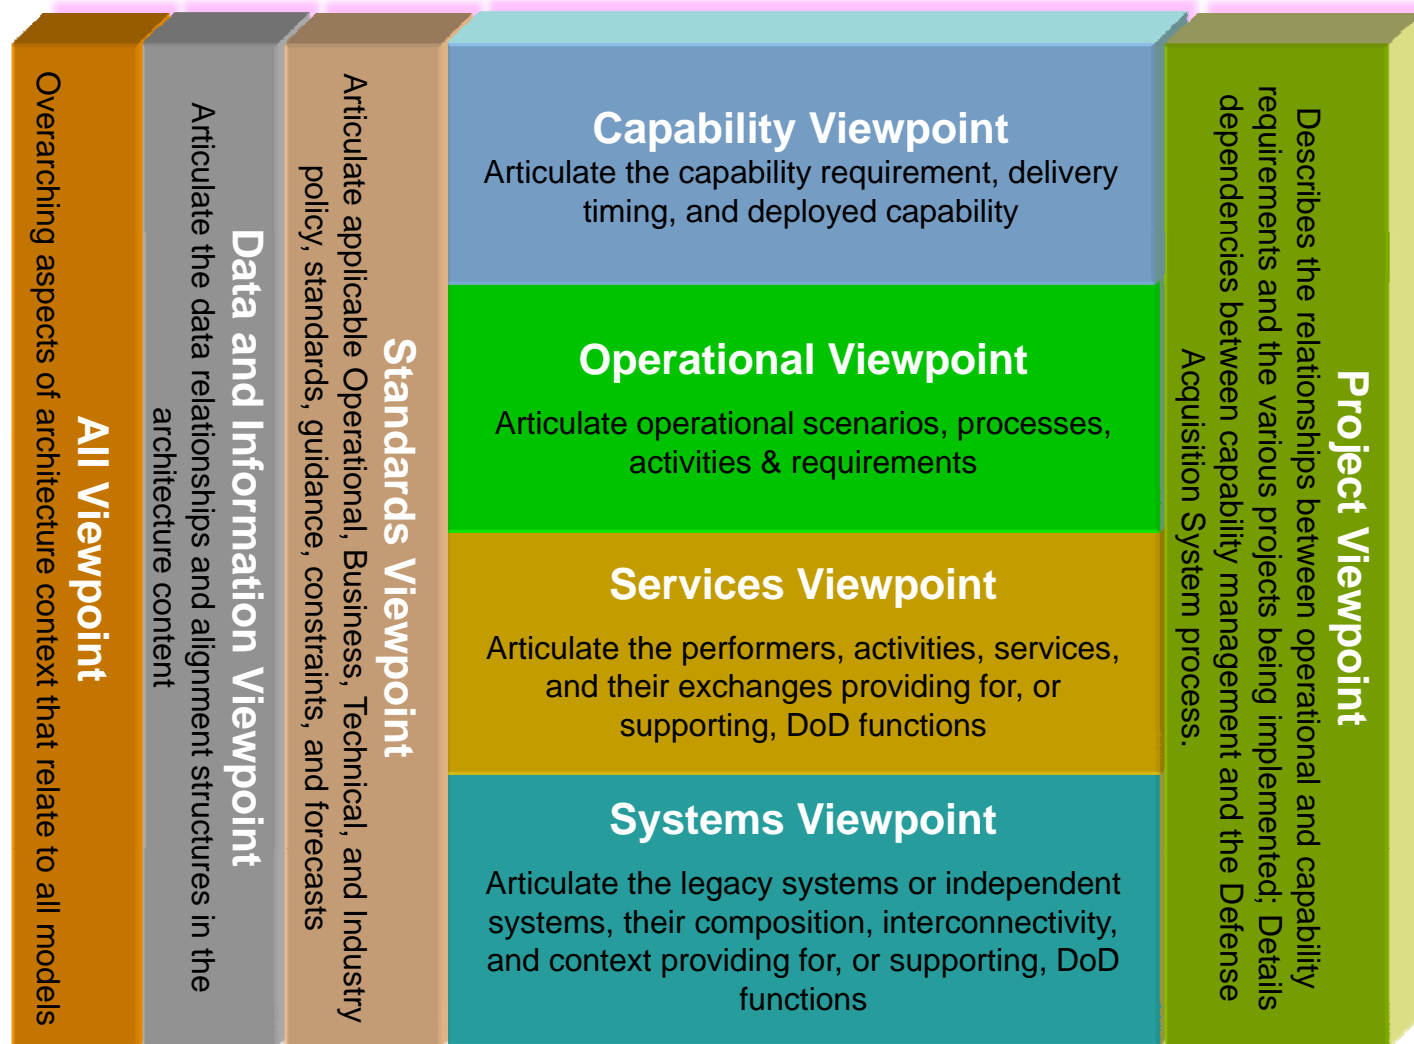 All Viewpoint
Overarching aspects of architecture context that relate to all models
Data and Information Viewpoint
Articulate the data relationships and alignment structures in the
architecture content
Standards Viewpoint
Articulate applicable Operational, Business, Technical, and Industry
policy, standards, guidance, constraints, and forecasts
Capability Viewpoint
Articulate the capability requirement, delivery
timing, and deployed capability
Operational Viewpoint
Articulate operational scenarios, processes,
activities & requirements
Services Viewpoint
Articulate the performers, activities, services,
and their exchanges providing for, or
supporting, DoD functions
Systems Viewpoint
Articulate the legacy systems or independent
systems, their composition, interconnectivity,
and context providing for, or supporting, DoD
functions
Project Viewpoint
Describes the relationships between operational and capability
requirements and the various projects being implemented; Details
dependencies between capability management and the Defense
Acquisition System process.